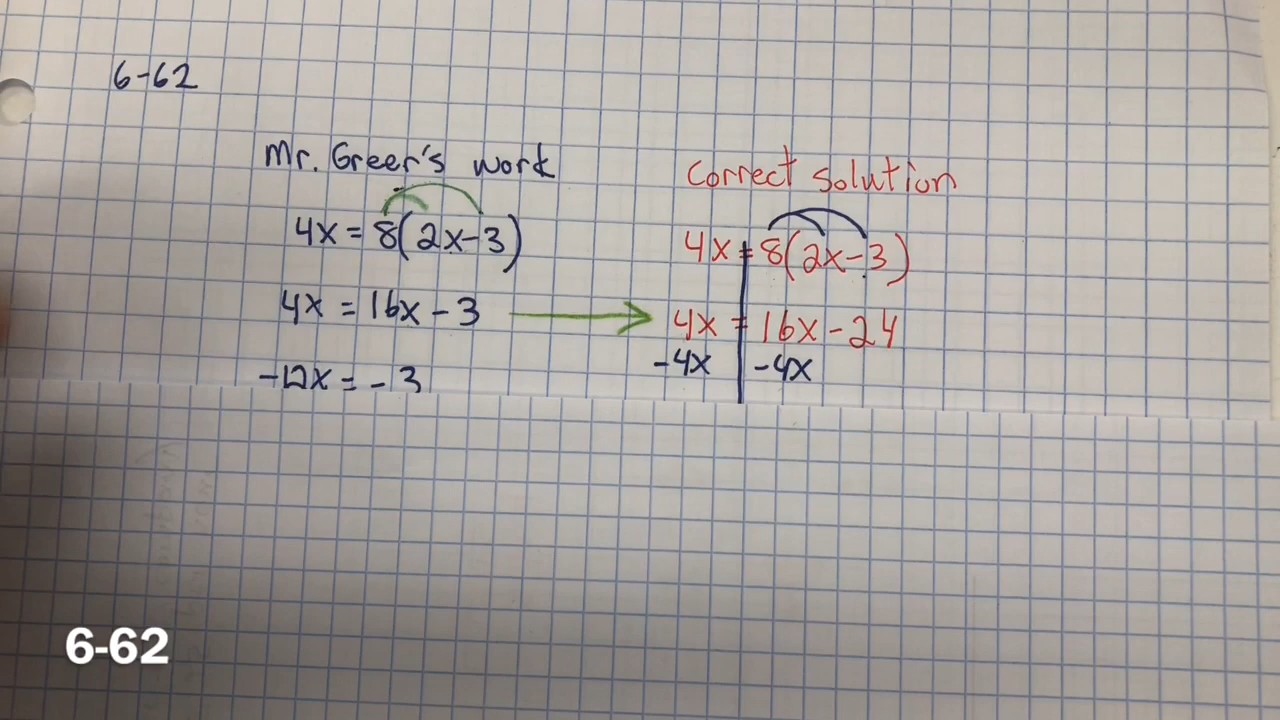 6-62
Mr. Greer's work
4x = 8(2x-3)
4x = 16x - 3
-12x = - 3
Correct solution
4x = 8(2x-3)
4x = 16x - 24
-4x -4x
6-62